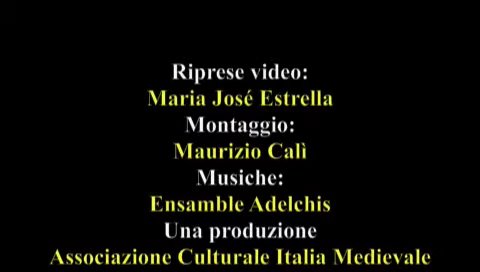 Riprese video:
Maria José Estrella
Montaggio:
Maurizio Calì
Musiche:
Ensamble Adelchis
Una produzione
Associazione Culturale Italia Medievale